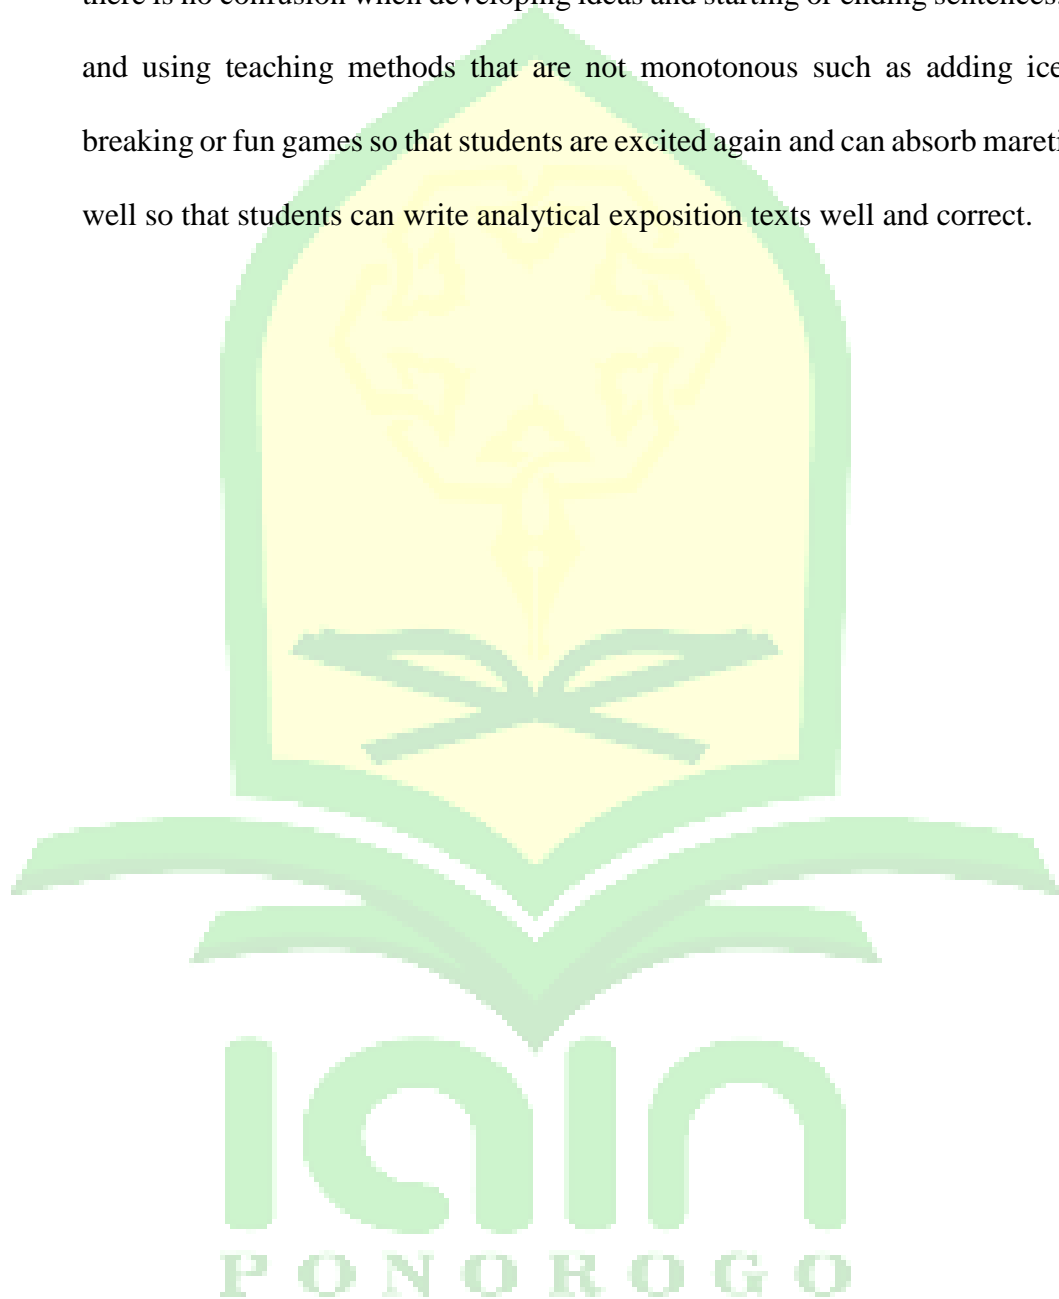 there is no confusion when developing ideas and starting or ending sentences.
and using teaching methods that are not monotonous such as adding ice
breaking or fun games so that students are excited again and can absorb mareti
well so that students can write analytical exposition texts well and correct.
iain
PONOROGO